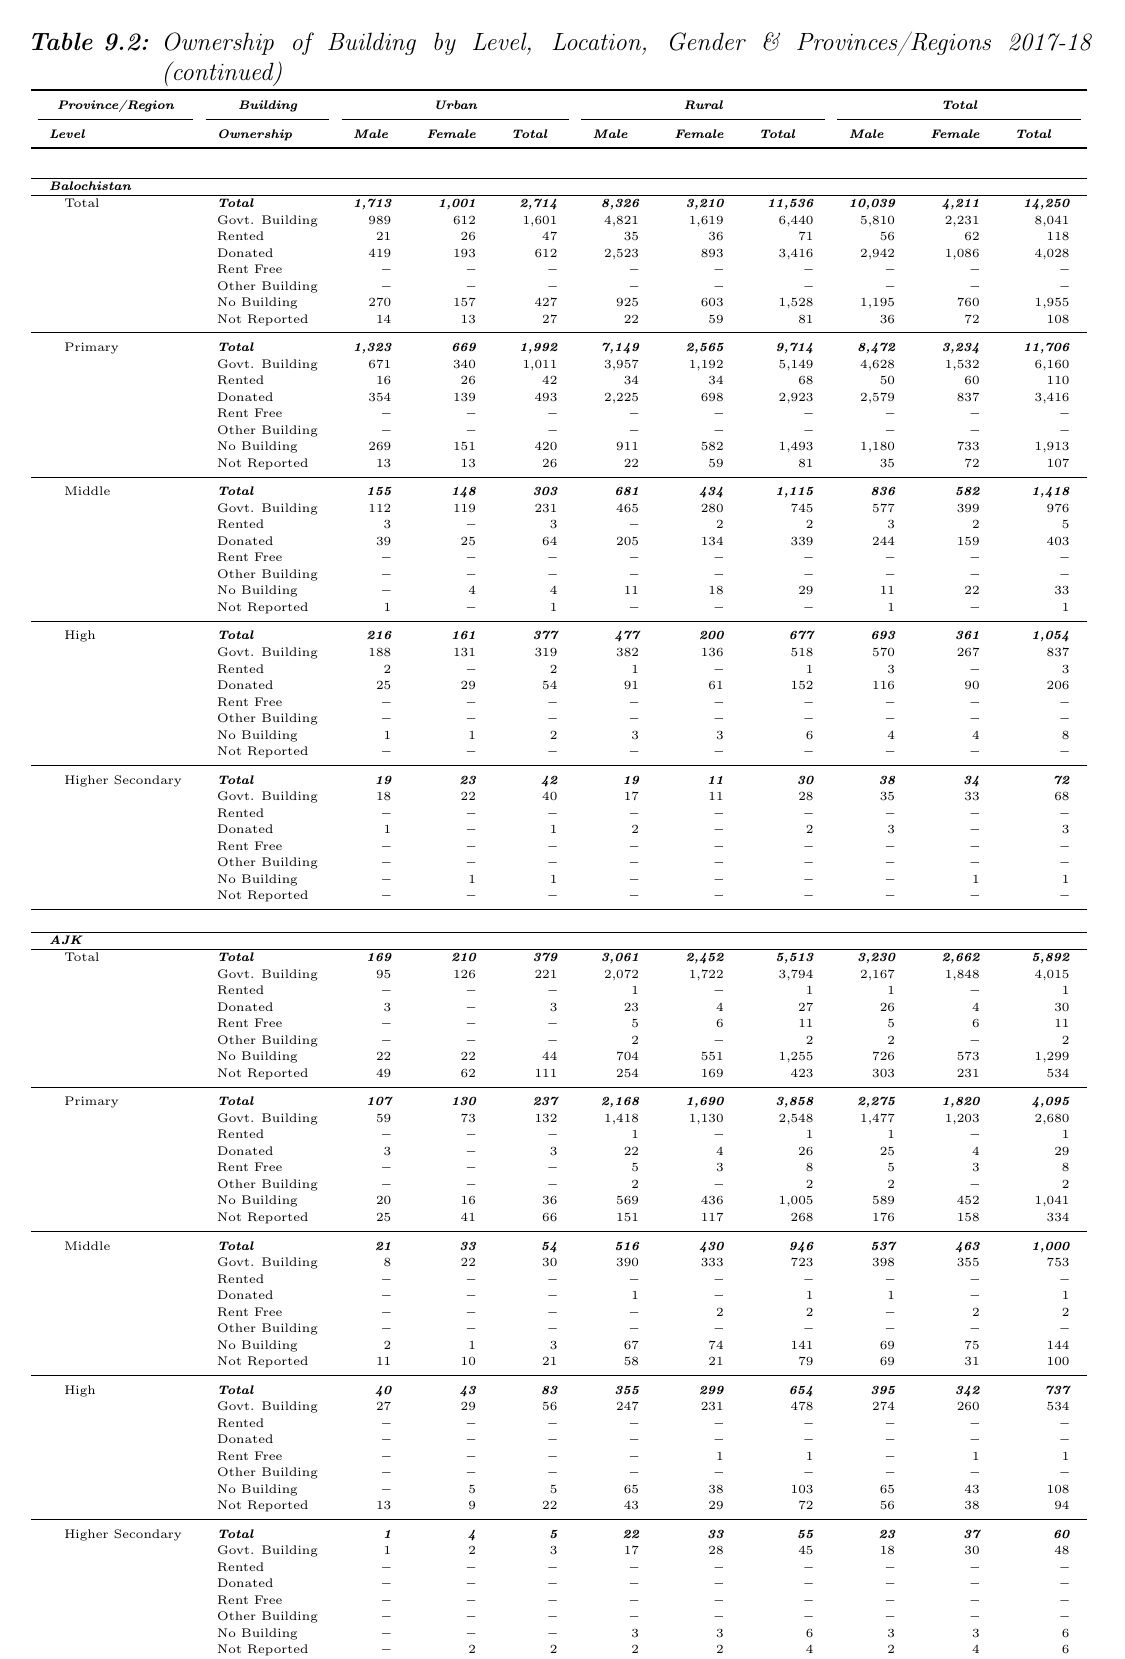 Table 9.2: Ownership of Building by Level, Location, Gender & Provinces/Regions 2017-18
(continued)
Province/Region Building Urban Rural Total
Level Ownership Male Female Total Male Female Total Male Female Total
Balochistan
Total Total 1,713 1,001 2,714 8,326 3,210 11,536 10,039 4,211 14,250
Govt. Building 989 612 1,601 4,821 1,619 6,440 5,810 2,231 8,041
Rented 21 26 47 35 36 71 56 62 118
Donated 419 193 612 2,523 893 3,416 2,942 1,086 4,028
Rent Free – – – – – – – – –
Other Building – – – – – – – – –
No Building 270 157 427 925 603 1,528 1,195 760 1,955
Not Reported 14 13 27 22 59 81 36 72 108
Primary Total 1,323 669 1,992 7,149 2,565 9,714 8,472 3,234 11,706
Govt. Building 671 340 1,011 3,957 1,192 5,149 4,628 1,532 6,160
Rented 16 26 42 34 34 68 50 60 110
Donated 354 139 493 2,225 698 2,923 2,579 837 3,416
Rent Free – – – – – – – – –
Other Building – – – – – – – – –
No Building 269 151 420 911 582 1,493 1,180 733 1,913
Not Reported 13 13 26 22 59 81 35 72 107
Middle Total 155 148 303 681 434 1,115 836 582 1,418
Govt. Building 112 119 231 465 280 745 577 399 976
Rented 3 – 3 – 2 2 3 2 5
Donated 39 25 64 205 134 339 244 159 403
Rent Free – – – – – – – – –
Other Building – – – – – – – – –
No Building – 4 4 11 18 29 11 22 33
Not Reported 1 – 1 – – – 1 – 1
High Total 216 161 377 477 200 677 693 361 1,054
Govt. Building 188 131 319 382 136 518 570 267 837
Rented 2 – 2 1 – 1 3 – 3
Donated 25 29 54 91 61 152 116 90 206
Rent Free – – – – – – – – –
Other Building – – – – – – – – –
No Building 1 1 2 3 3 6 4 4 8
Not Reported – – – – – – – – –
Higher Secondary Total 19 23 42 19 11 30 38 34 72
Govt. Building 18 22 40 17 11 28 35 33 68
Rented – – – – – – – – –
Donated 1 – 1 2 – 2 3 – 3
Rent Free – – – – – – – – –
Other Building – – – – – – – – –
No Building – 1 1 – – – – 1 1
Not Reported – – – – – – – – –
AJK
Total Total 169 210 379 3,061 2,452 5,513 3,230 2,662 5,892
Govt. Building 95 126 221 2,072 1,722 3,794 2,167 1,848 4,015
Rented – – – 1 – 1 1 – 1
Donated 3 – 3 23 4 27 26 4 30
Rent Free – – – 5 6 11 5 6 11
Other Building – – – 2 – 2 2 – 2
No Building 22 22 44 704 551 1,255 726 573 1,299
Not Reported 49 62 111 254 169 423 303 231 534
Primary Total 107 130 237 2,168 1,690 3,858 2,275 1,820 4,095
Govt. Building 59 73 132 1,418 1,130 2,548 1,477 1,203 2,680
Rented – – – 1 – 1 1 – 1
Donated 3 – 3 22 4 26 25 4 29
Rent Free – – – 5 3 8 5 3 8
Other Building – – – 2 – 2 2 – 2
No Building 20 16 36 569 436 1,005 589 452 1,041
Not Reported 25 41 66 151 117 268 176 158 334
Middle Total 21 33 54 516 430 946 537 463 1,000
Govt. Building 8 22 30 390 333 723 398 355 753
Rented – – – – – – – – –
Donated – – – 1 – 1 1 – 1
Rent Free – – – – 2 2 – 2 2
Other Building – – – – – – – – –
No Building 2 1 3 67 74 141 69 75 144
Not Reported 11 10 21 58 21 79 69 31 100
High Total 40 43 83 355 299 654 395 342 737
Govt. Building 27 29 56 247 231 478 274 260 534
Rented – – – – – – – – –
Donated – – – – – – – – –
Rent Free – – – – 1 1 – 1 1
Other Building – – – – – – – – –
No Building – 5 5 65 38 103 65 43 108
Not Reported 13 9 22 43 29 72 56 38 94
Higher Secondary Total 1 4 5 22 33 55 23 37 60
Govt. Building 1 2 3 17 28 45 18 30 48
Rented – – – – – – – – –
Donated – – – – – – – – –
Rent Free – – – – – – – – –
Other Building – – – – – – – – –
No Building – – – 3 3 6 3 3 6
Not Reported – 2 2 2 2 4 2 4 6